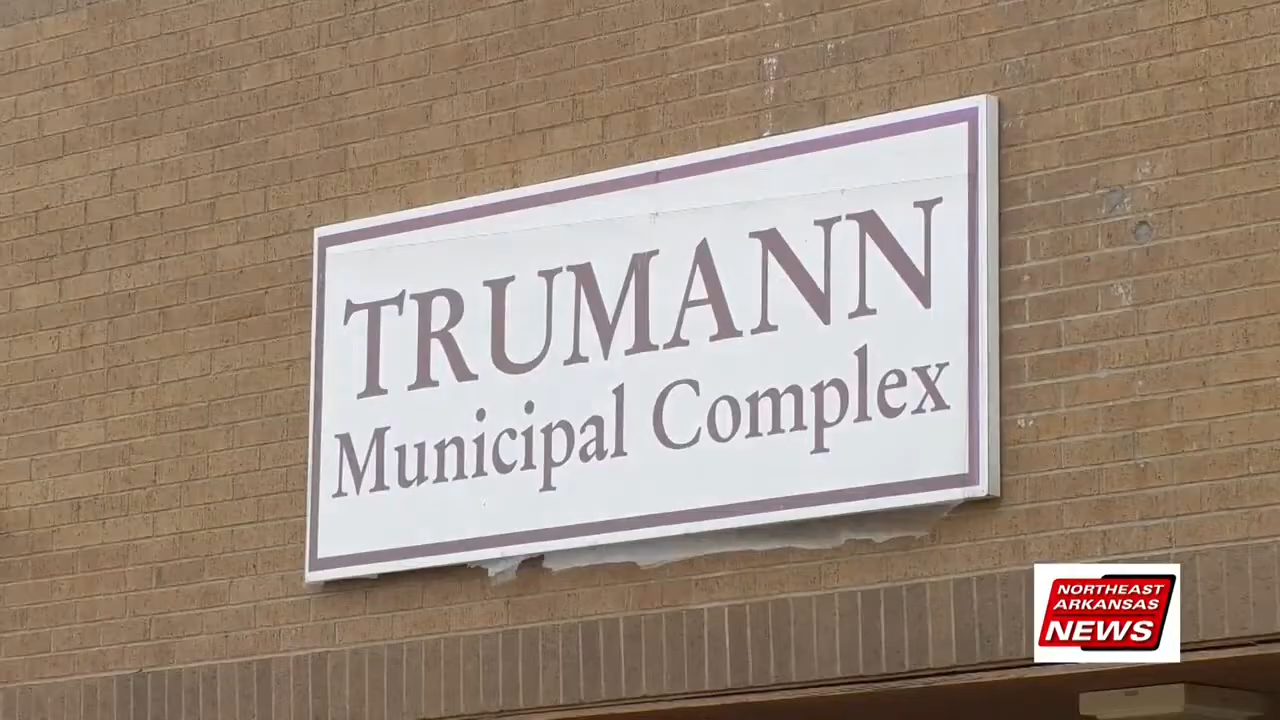 TRUMANN
Municipal Complex
NORTHEAST
ARKANSAS
NEWS